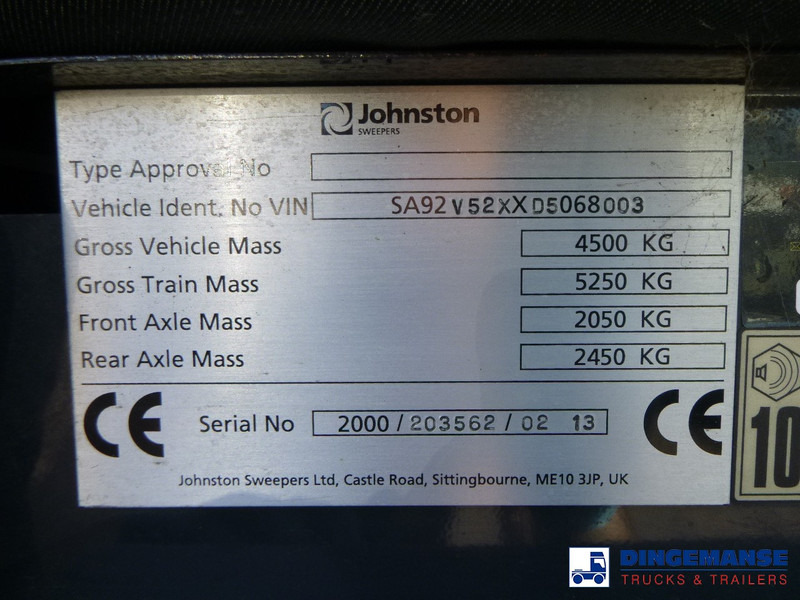 Johnston
SWEEPERS
Type Approval No
Vehicle Ident. No VIN SA92V52XXD5068003
Gross Vehicle Mass 4500 KG
Gross Train Mass 5250 KG
Front Axle Mass 2050 KG
Rear Axle Mass 2450 KG
CE Serial No 2000/203562/02 13 CE
Johnston Sweepers Ltd, Castle Road, Sittingbourne, ME10 3JP, UK
10
DINGEMANSE
TRUCKS & TRAILERS